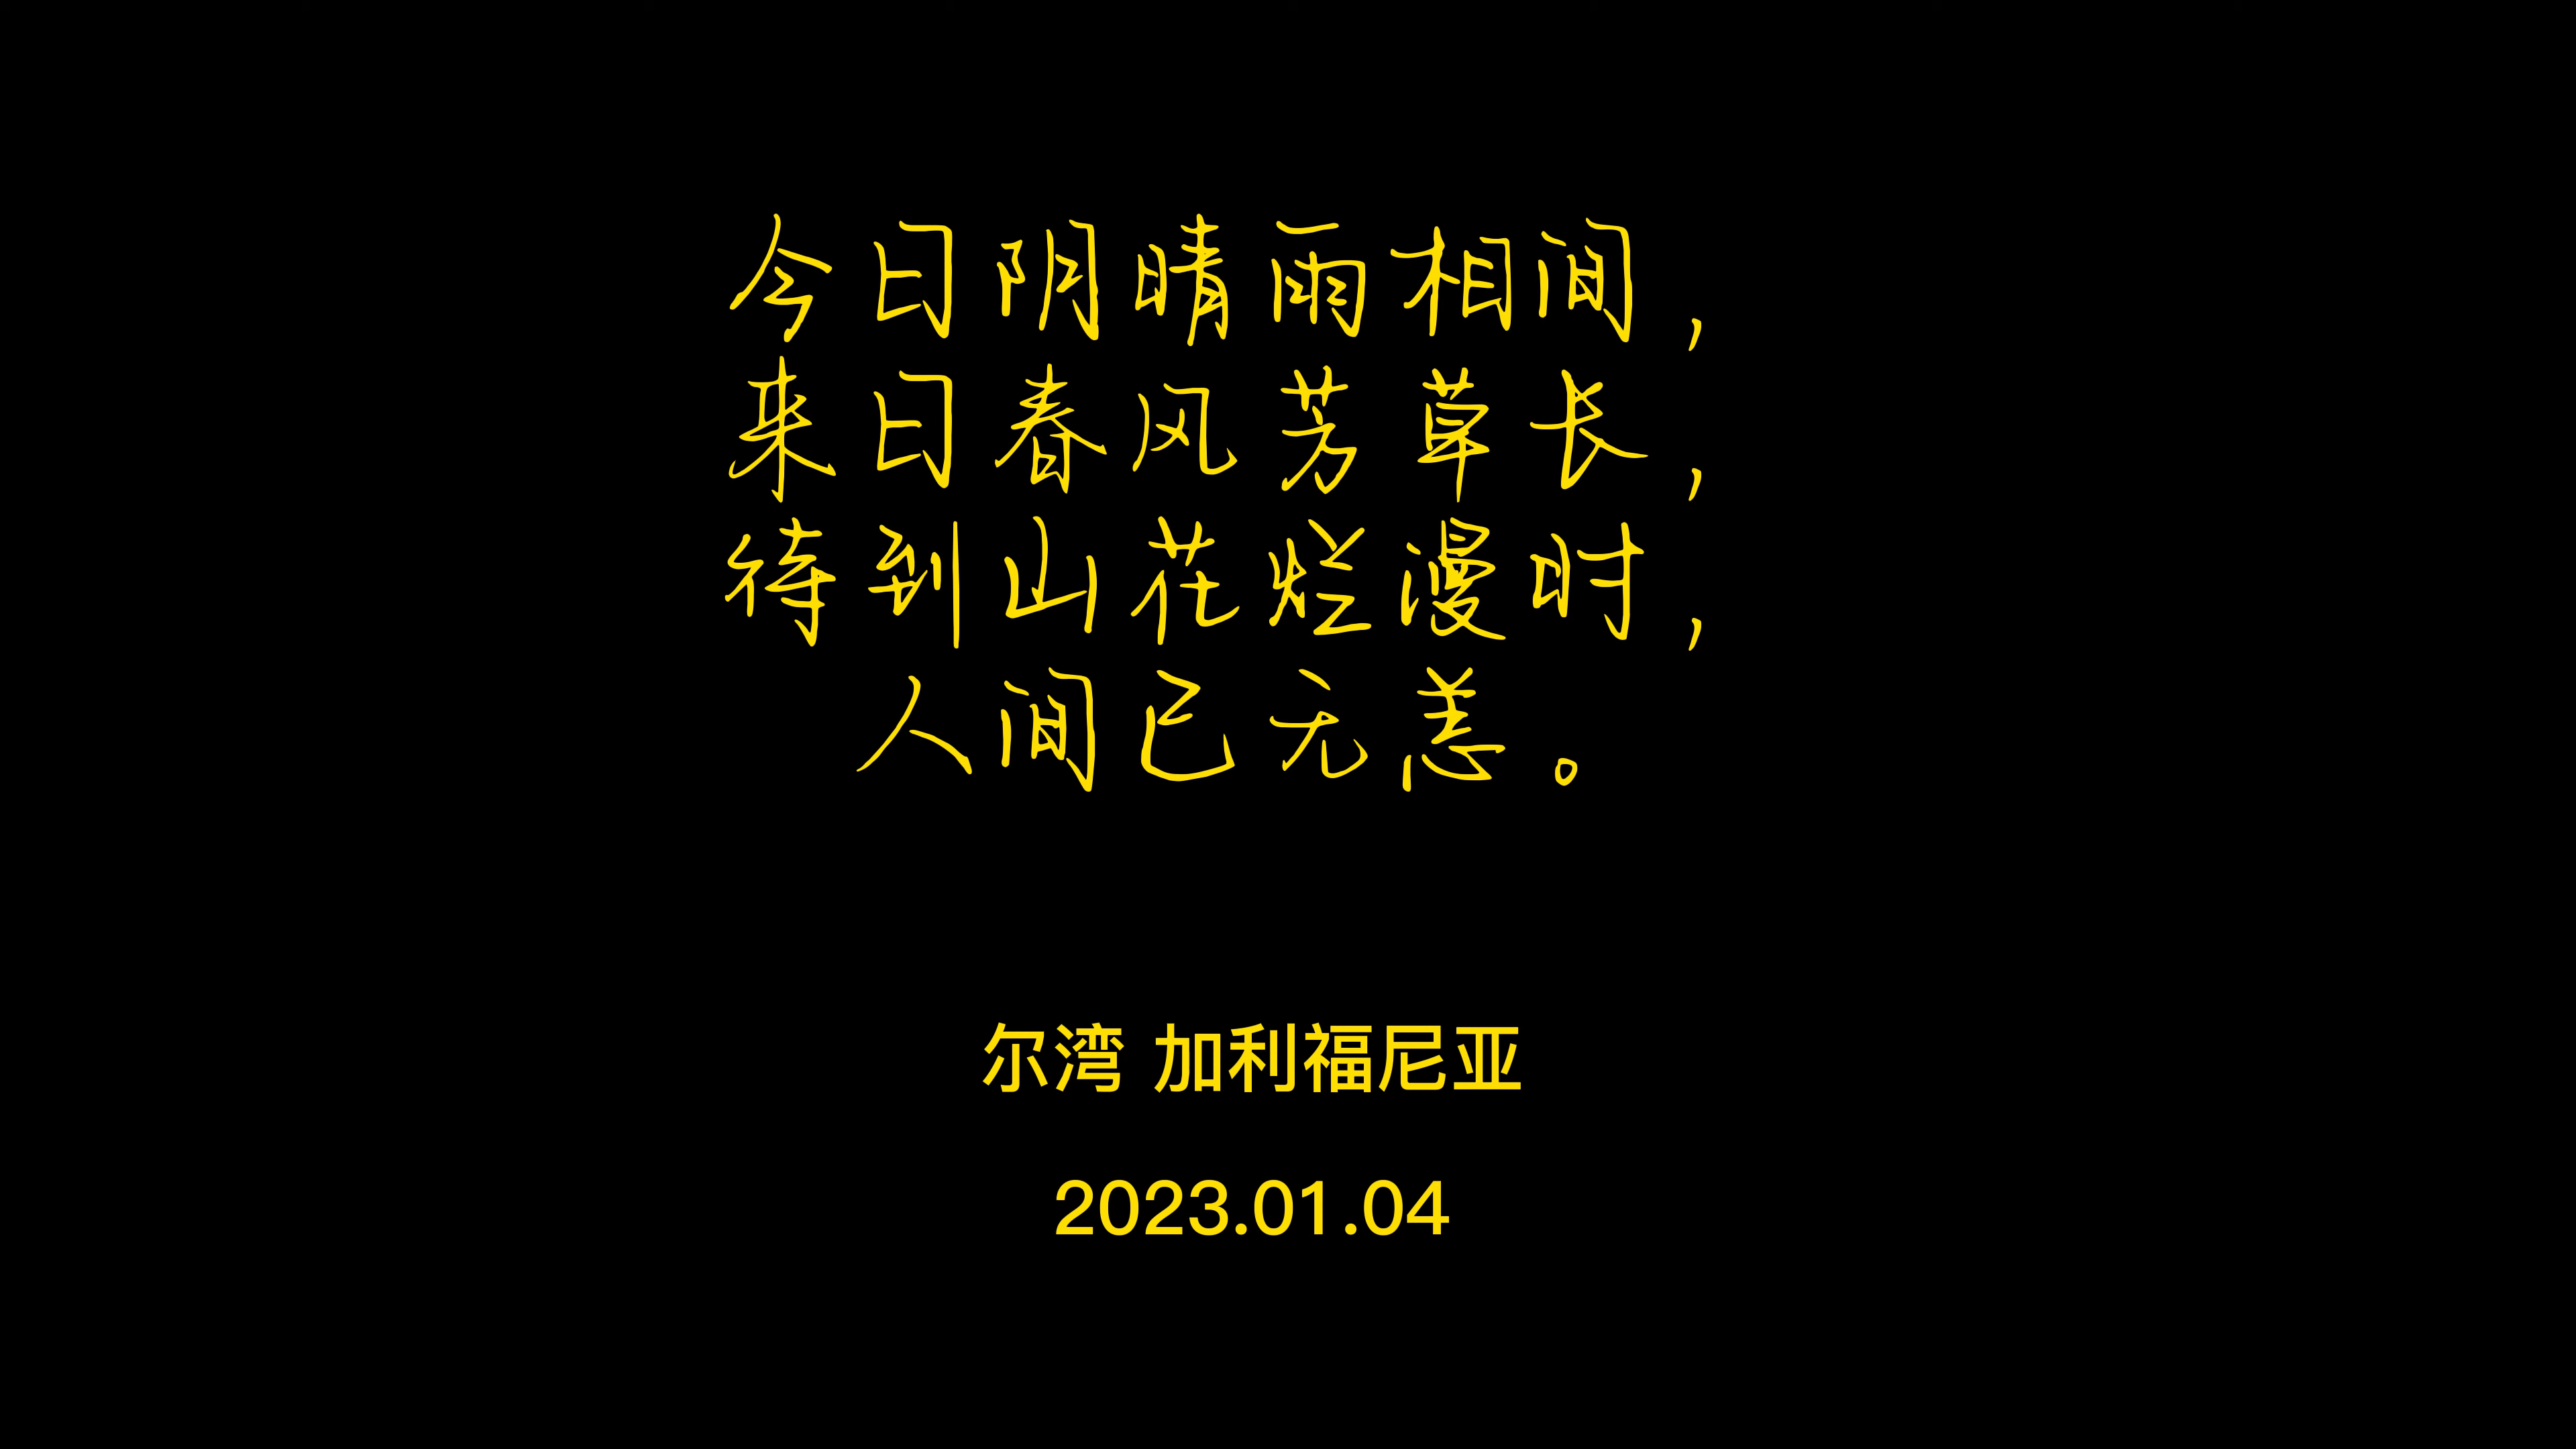 今日阴晴雨相间，
来日春风芳草长，
待到山花烂漫时，
人间已无恙。
尔湾 加利福尼亚
2023.01.04